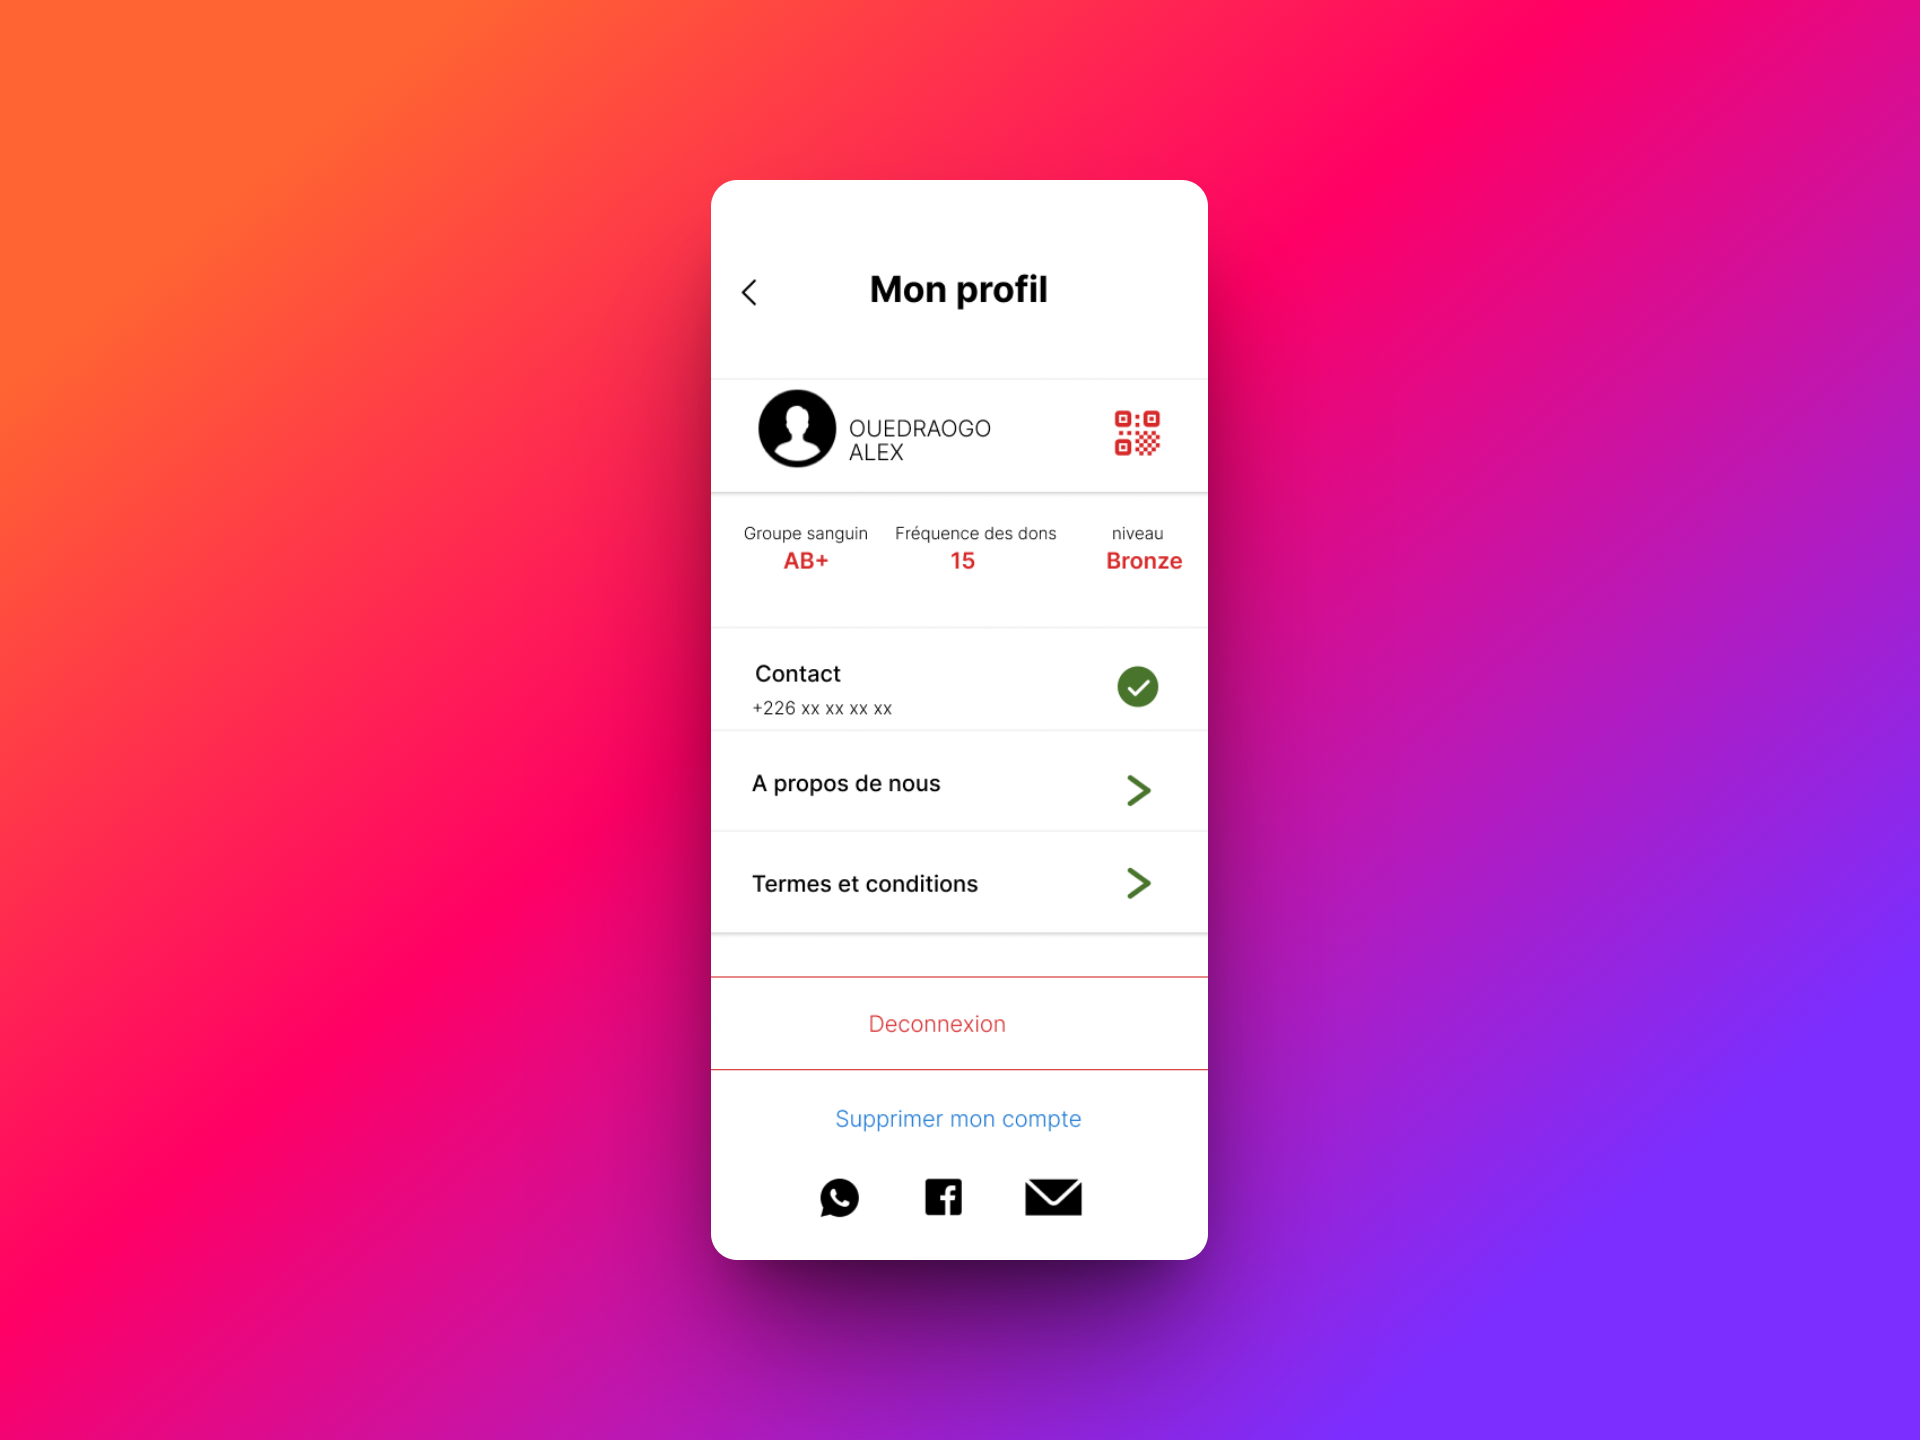 Mon profil
OUEDRAOGO
ALEX
Groupe sanguin Fréquence des dons niveau
AB+ 15 Bronze
Contact
+226 xx xx xx xx
A propos de nous
Termes et conditions
Deconnexion
Supprimer mon compte